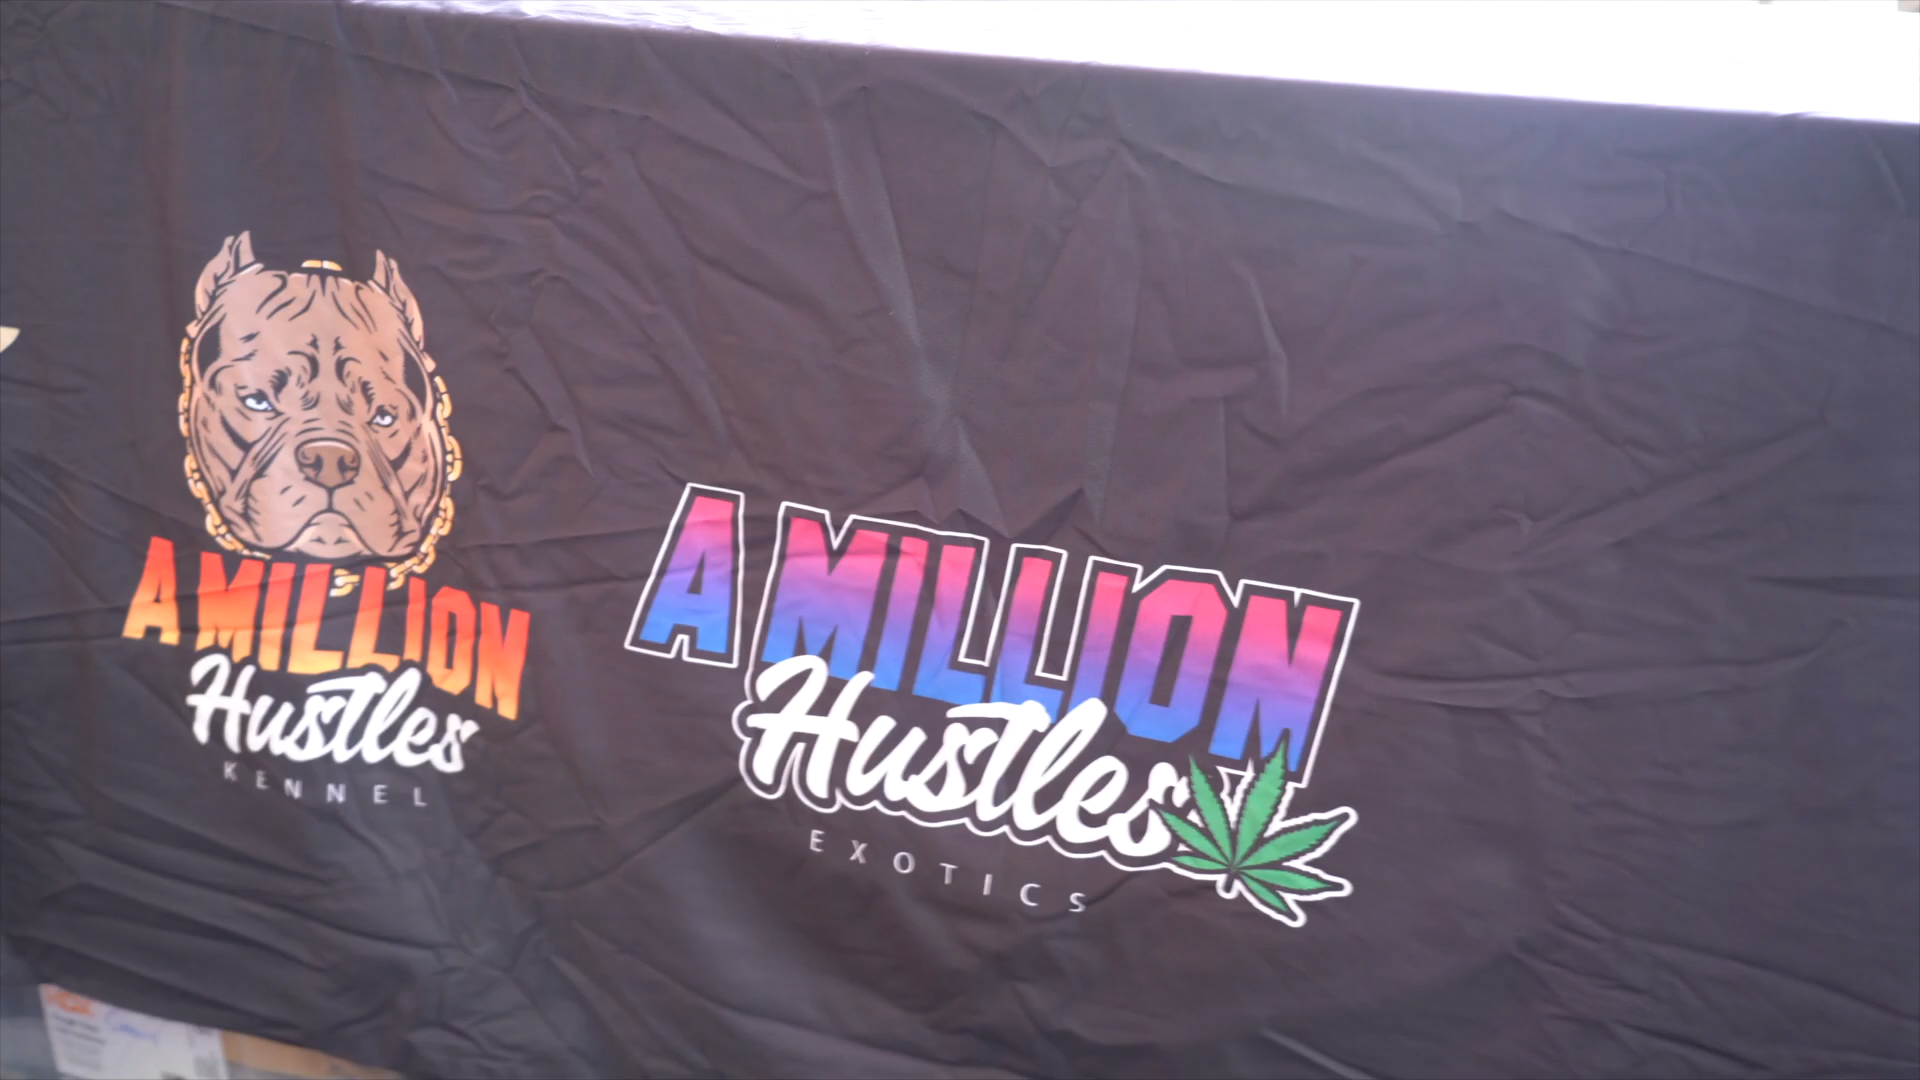 A MILLION
Hustles
KENNEL
A MILLION
Hustles
EXOTICS